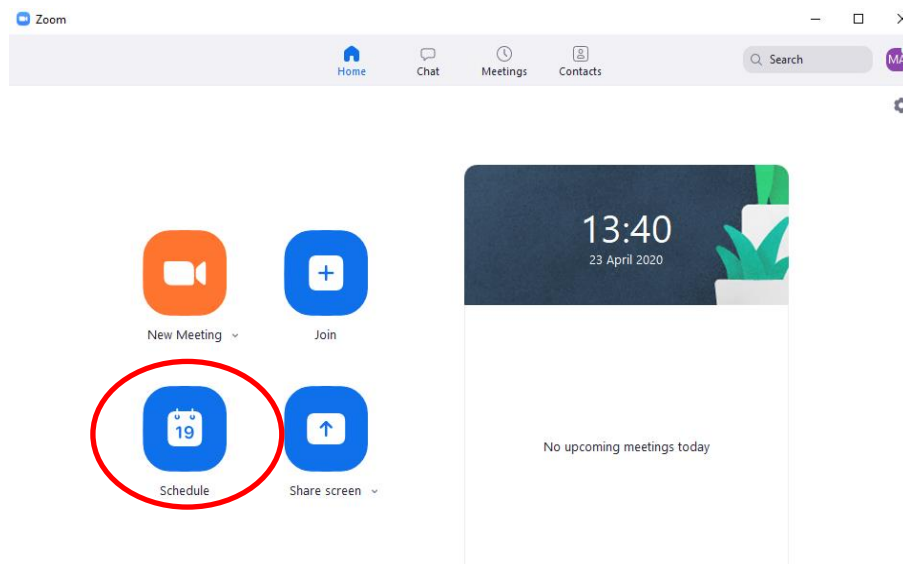 Zoom
Home
Chat
Meetings
Contacts
Search
MA
13:40
23 April 2020
New Meeting
Join
19
Schedule
Share screen
No upcoming meetings today